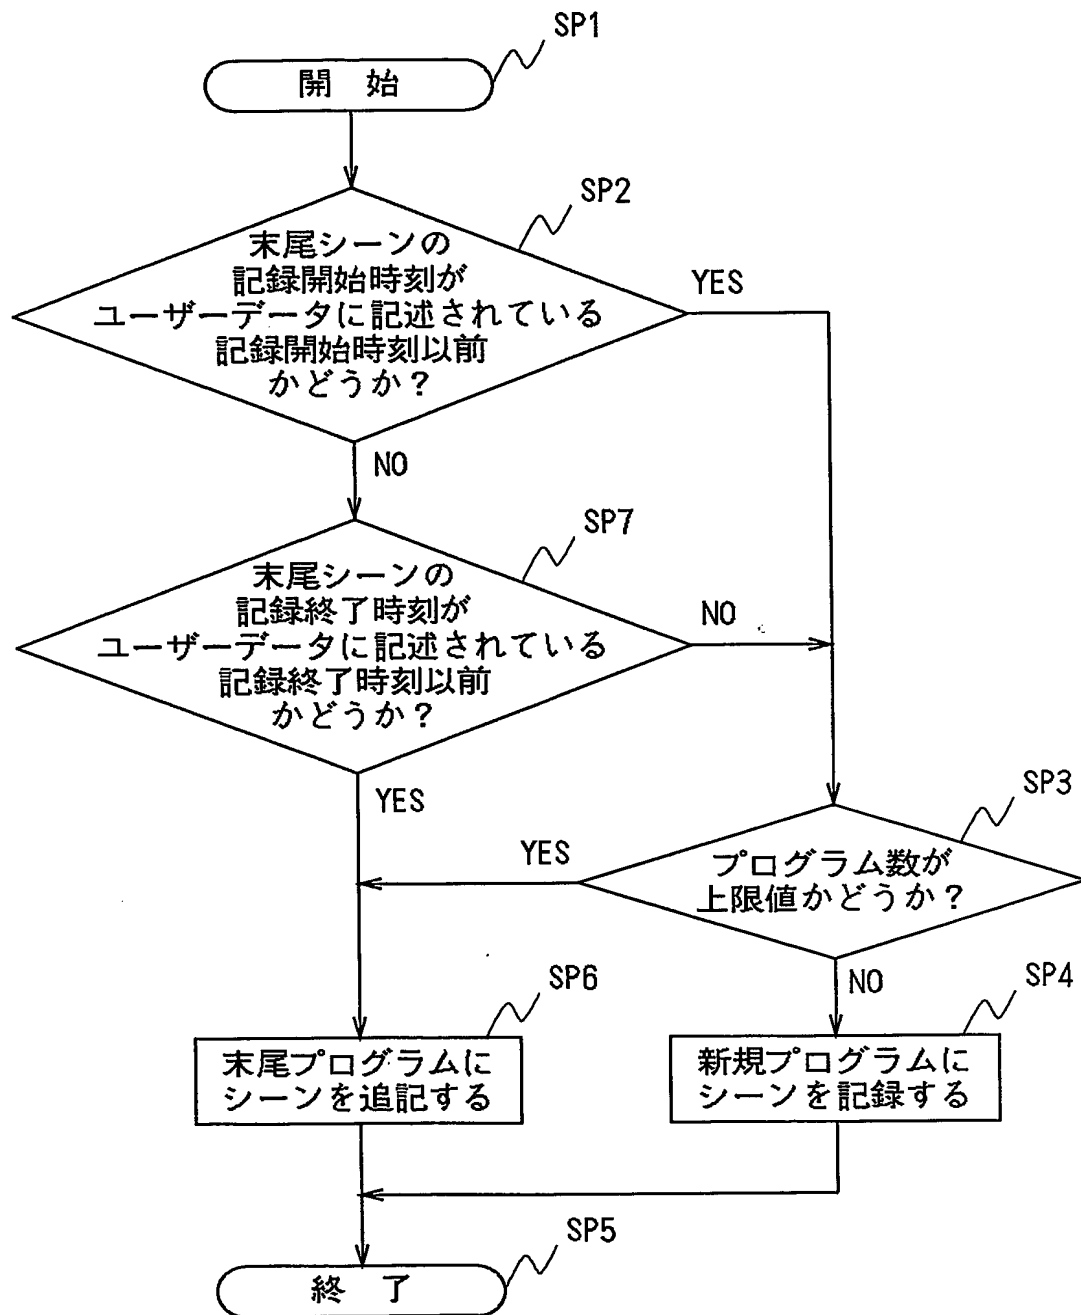 SP1
開 始
SP2
末尾シーンの
記録開始時刻が
ユーザーデータに記述されている
記録開始時刻以前
かどうか？
YES
NO
SP7
末尾シーンの
記録終了時刻が
ユーザーデータに記述されている
記録終了時刻以前
かどうか？
NO
YES
SP3
プログラム数が
上限値かどうか？
YES
NO
SP6
末尾プログラムに
シーンを追記する
SP4
新規プログラムに
シーンを記録する
SP5
終 了